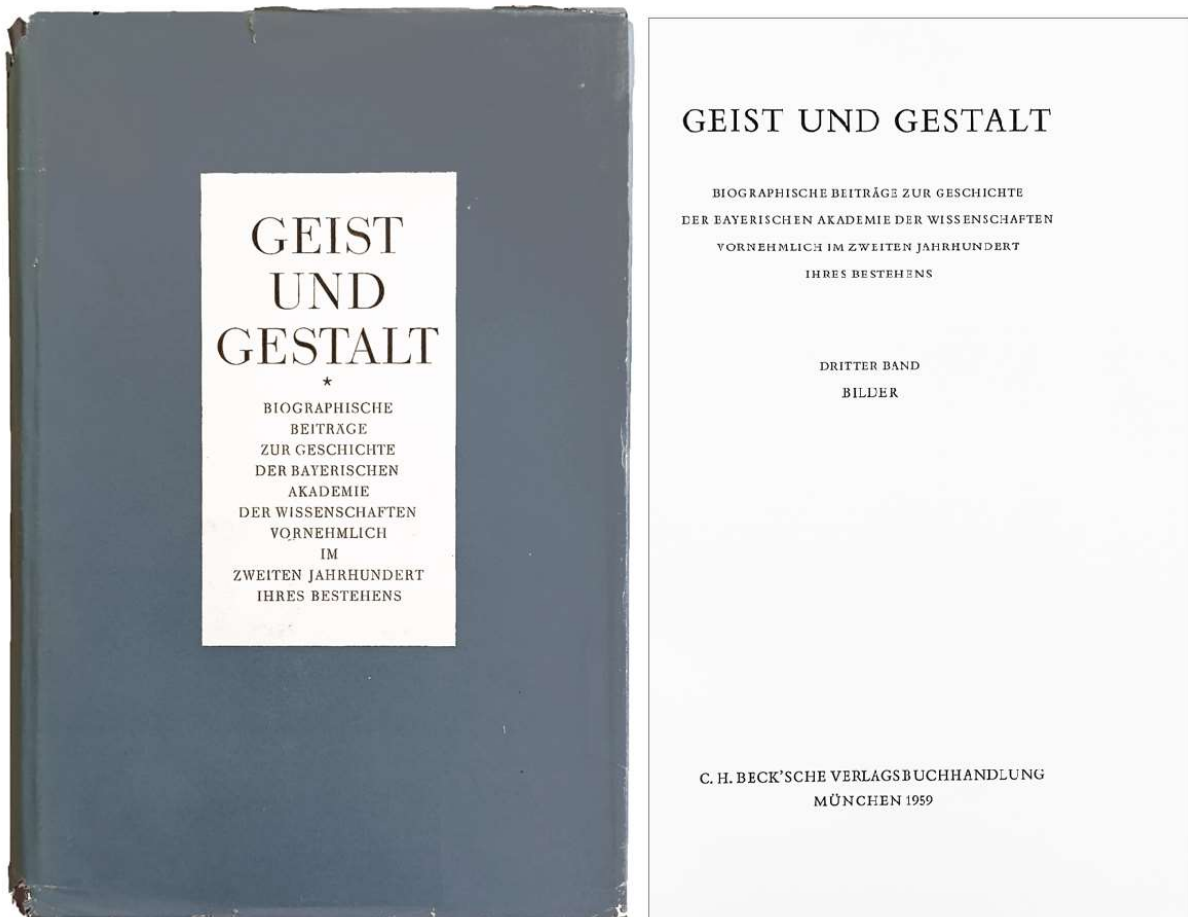 GEIST
UND
GESTALT
*
BIOGRAPHISCHE
BEITRÄGE
ZUR GESCHICHTE
DER BAYERISCHEN
AKADEMIE
DER WISSENSCHAFTEN
VORNEHMLICH
IM
ZWEITEN JAHRHUNDERT
IHRES BESTEHENS
GEIST UND GESTALT
BIOGRAPHISCHE BEITRÄGE ZUR GESCHICHTE
DER BAYERISCHEN AKADEMIE DER WISSENSCHAFTEN
VORNEHMLICH IM ZWEITEN JAHRHUNDERT
IHRES BESTEHENS
DRITTER BAND
BILDER
C. H. BECK'SCHE VERLAGSBUCHHANDLUNG
MÜNCHEN 1959